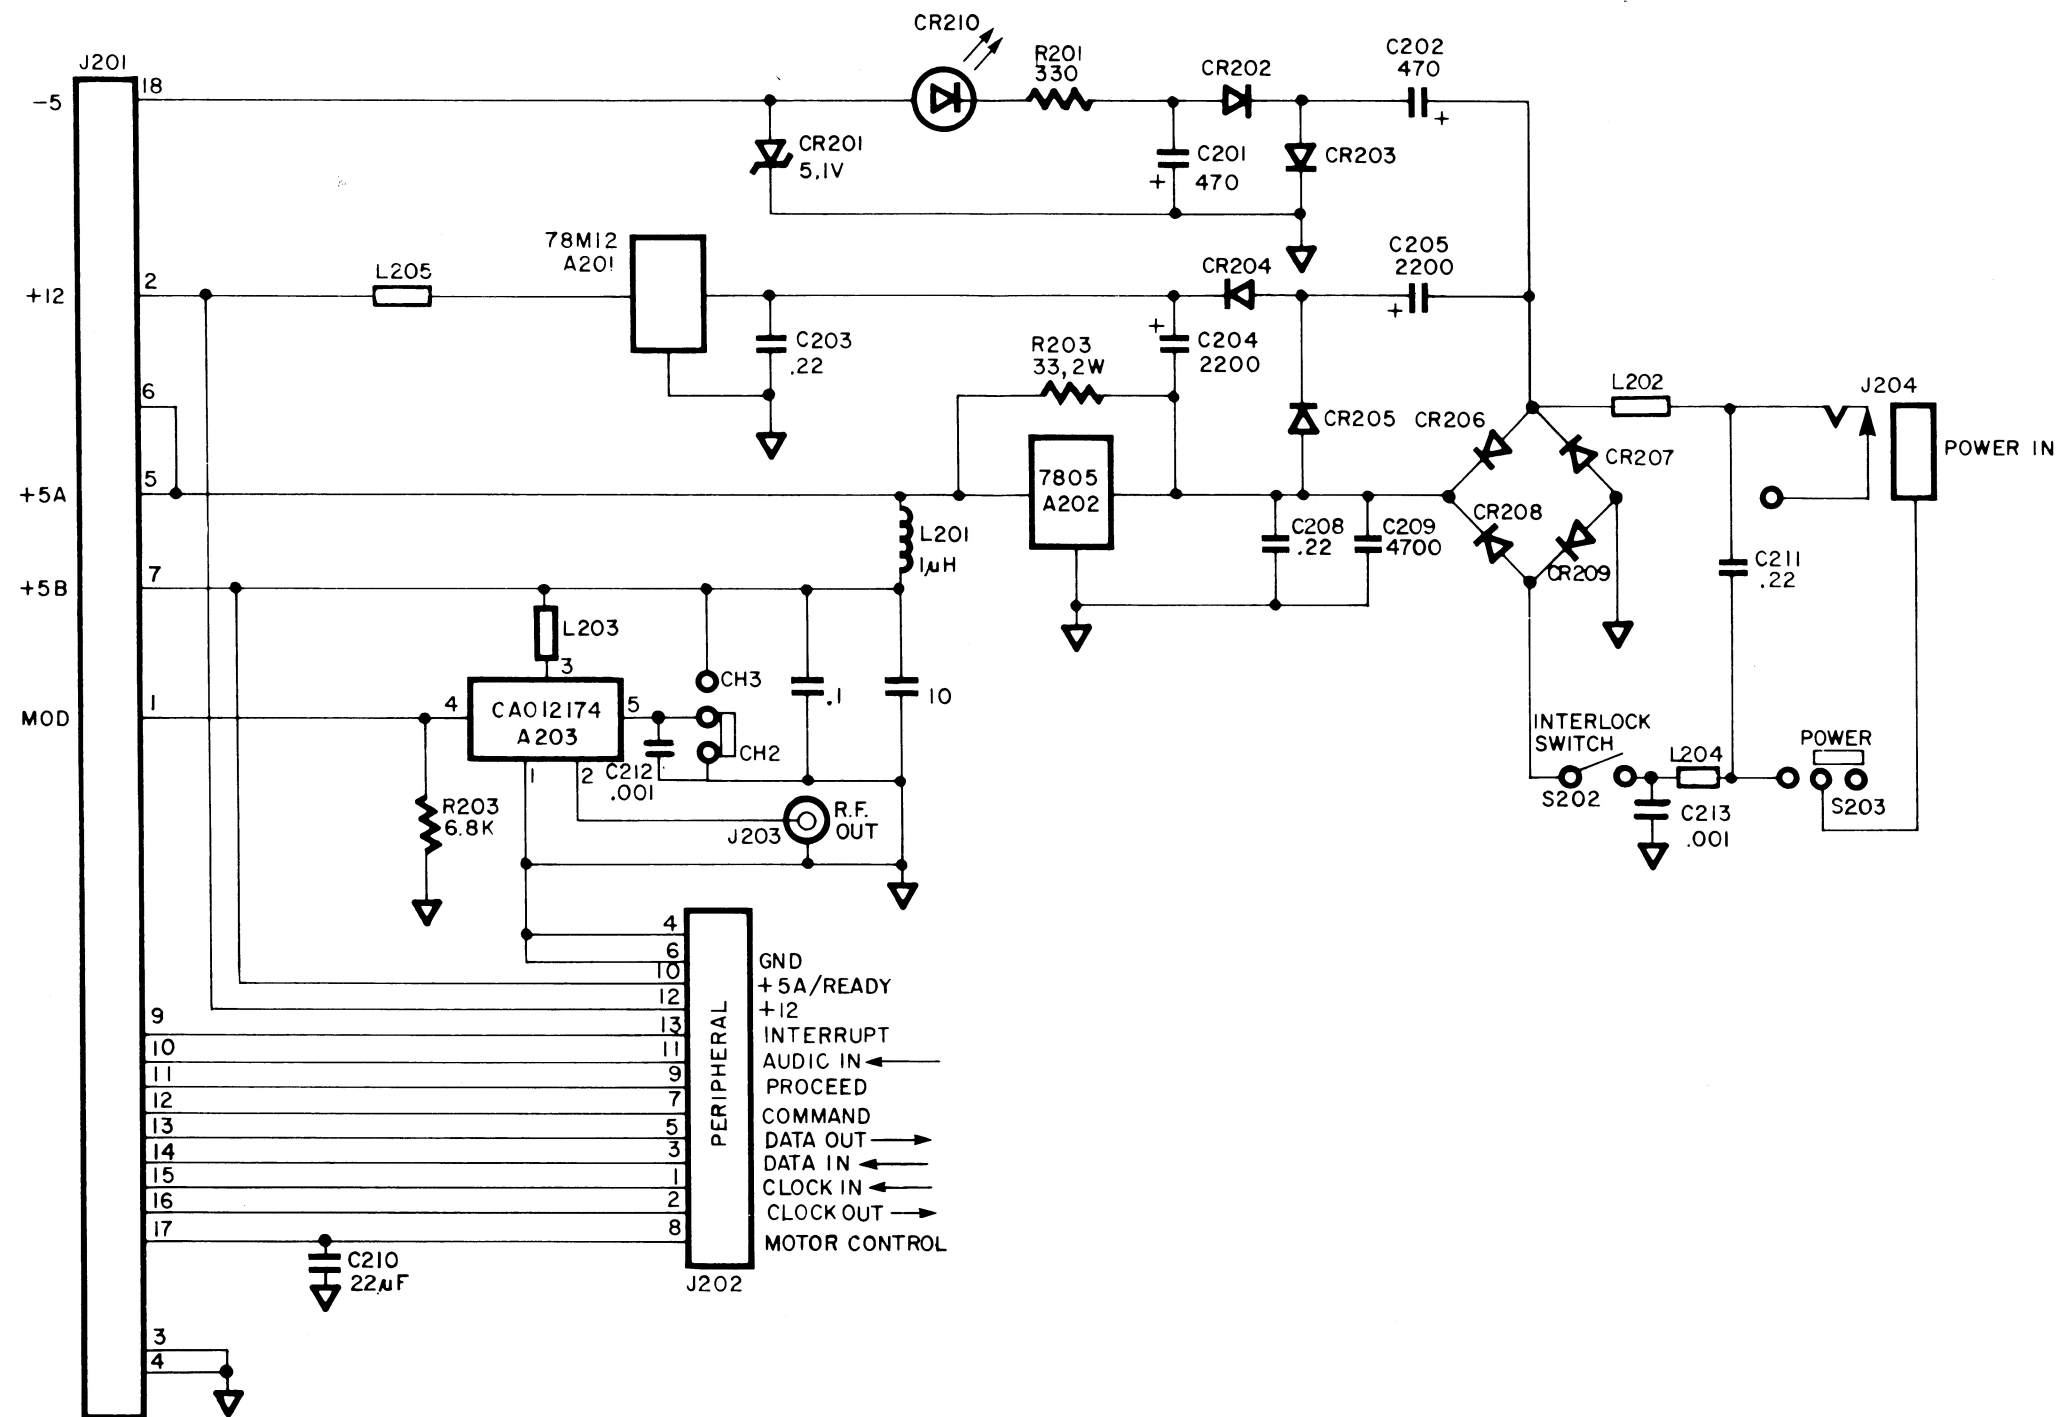 CR210
J201
R201
330
C202
470
CR202
18
-5
CR201
5,1V
C201
+
470
+
CR203
78M12
A201
L205
2
+12
CR204
C205
2200
+
C203
.22
+
C204
2200
R203
33,2W
6
CR205
CR206
L202
J204
POWER IN
CR207
5
+5A
7805
A202
L201
1μH
C208
.22
C209
4700
CR208
CR209
C211
.22
7
+5B
L203
3
CH3
.1
10
1
MOD
4
CA012174
A203
5
CH2
1
2
C212
.001
INTERLOCK
SWITCH
S202
L204
POWER
S203
C213
.001
R203
6.8K
J203
R.F.
OUT
4
6
GND
10
+5A/READY
12
+12
9
13
INTERRUPT
10
11
AUDIO IN
11
9
PROCEED
12
7
COMMAND
13
5
DATA OUT
14
3
DATA IN
15
1
CLOCK IN
16
2
CLOCK OUT
17
8
MOTOR CONTROL
PERIPHERAL
J202
C210
22μF
3
4